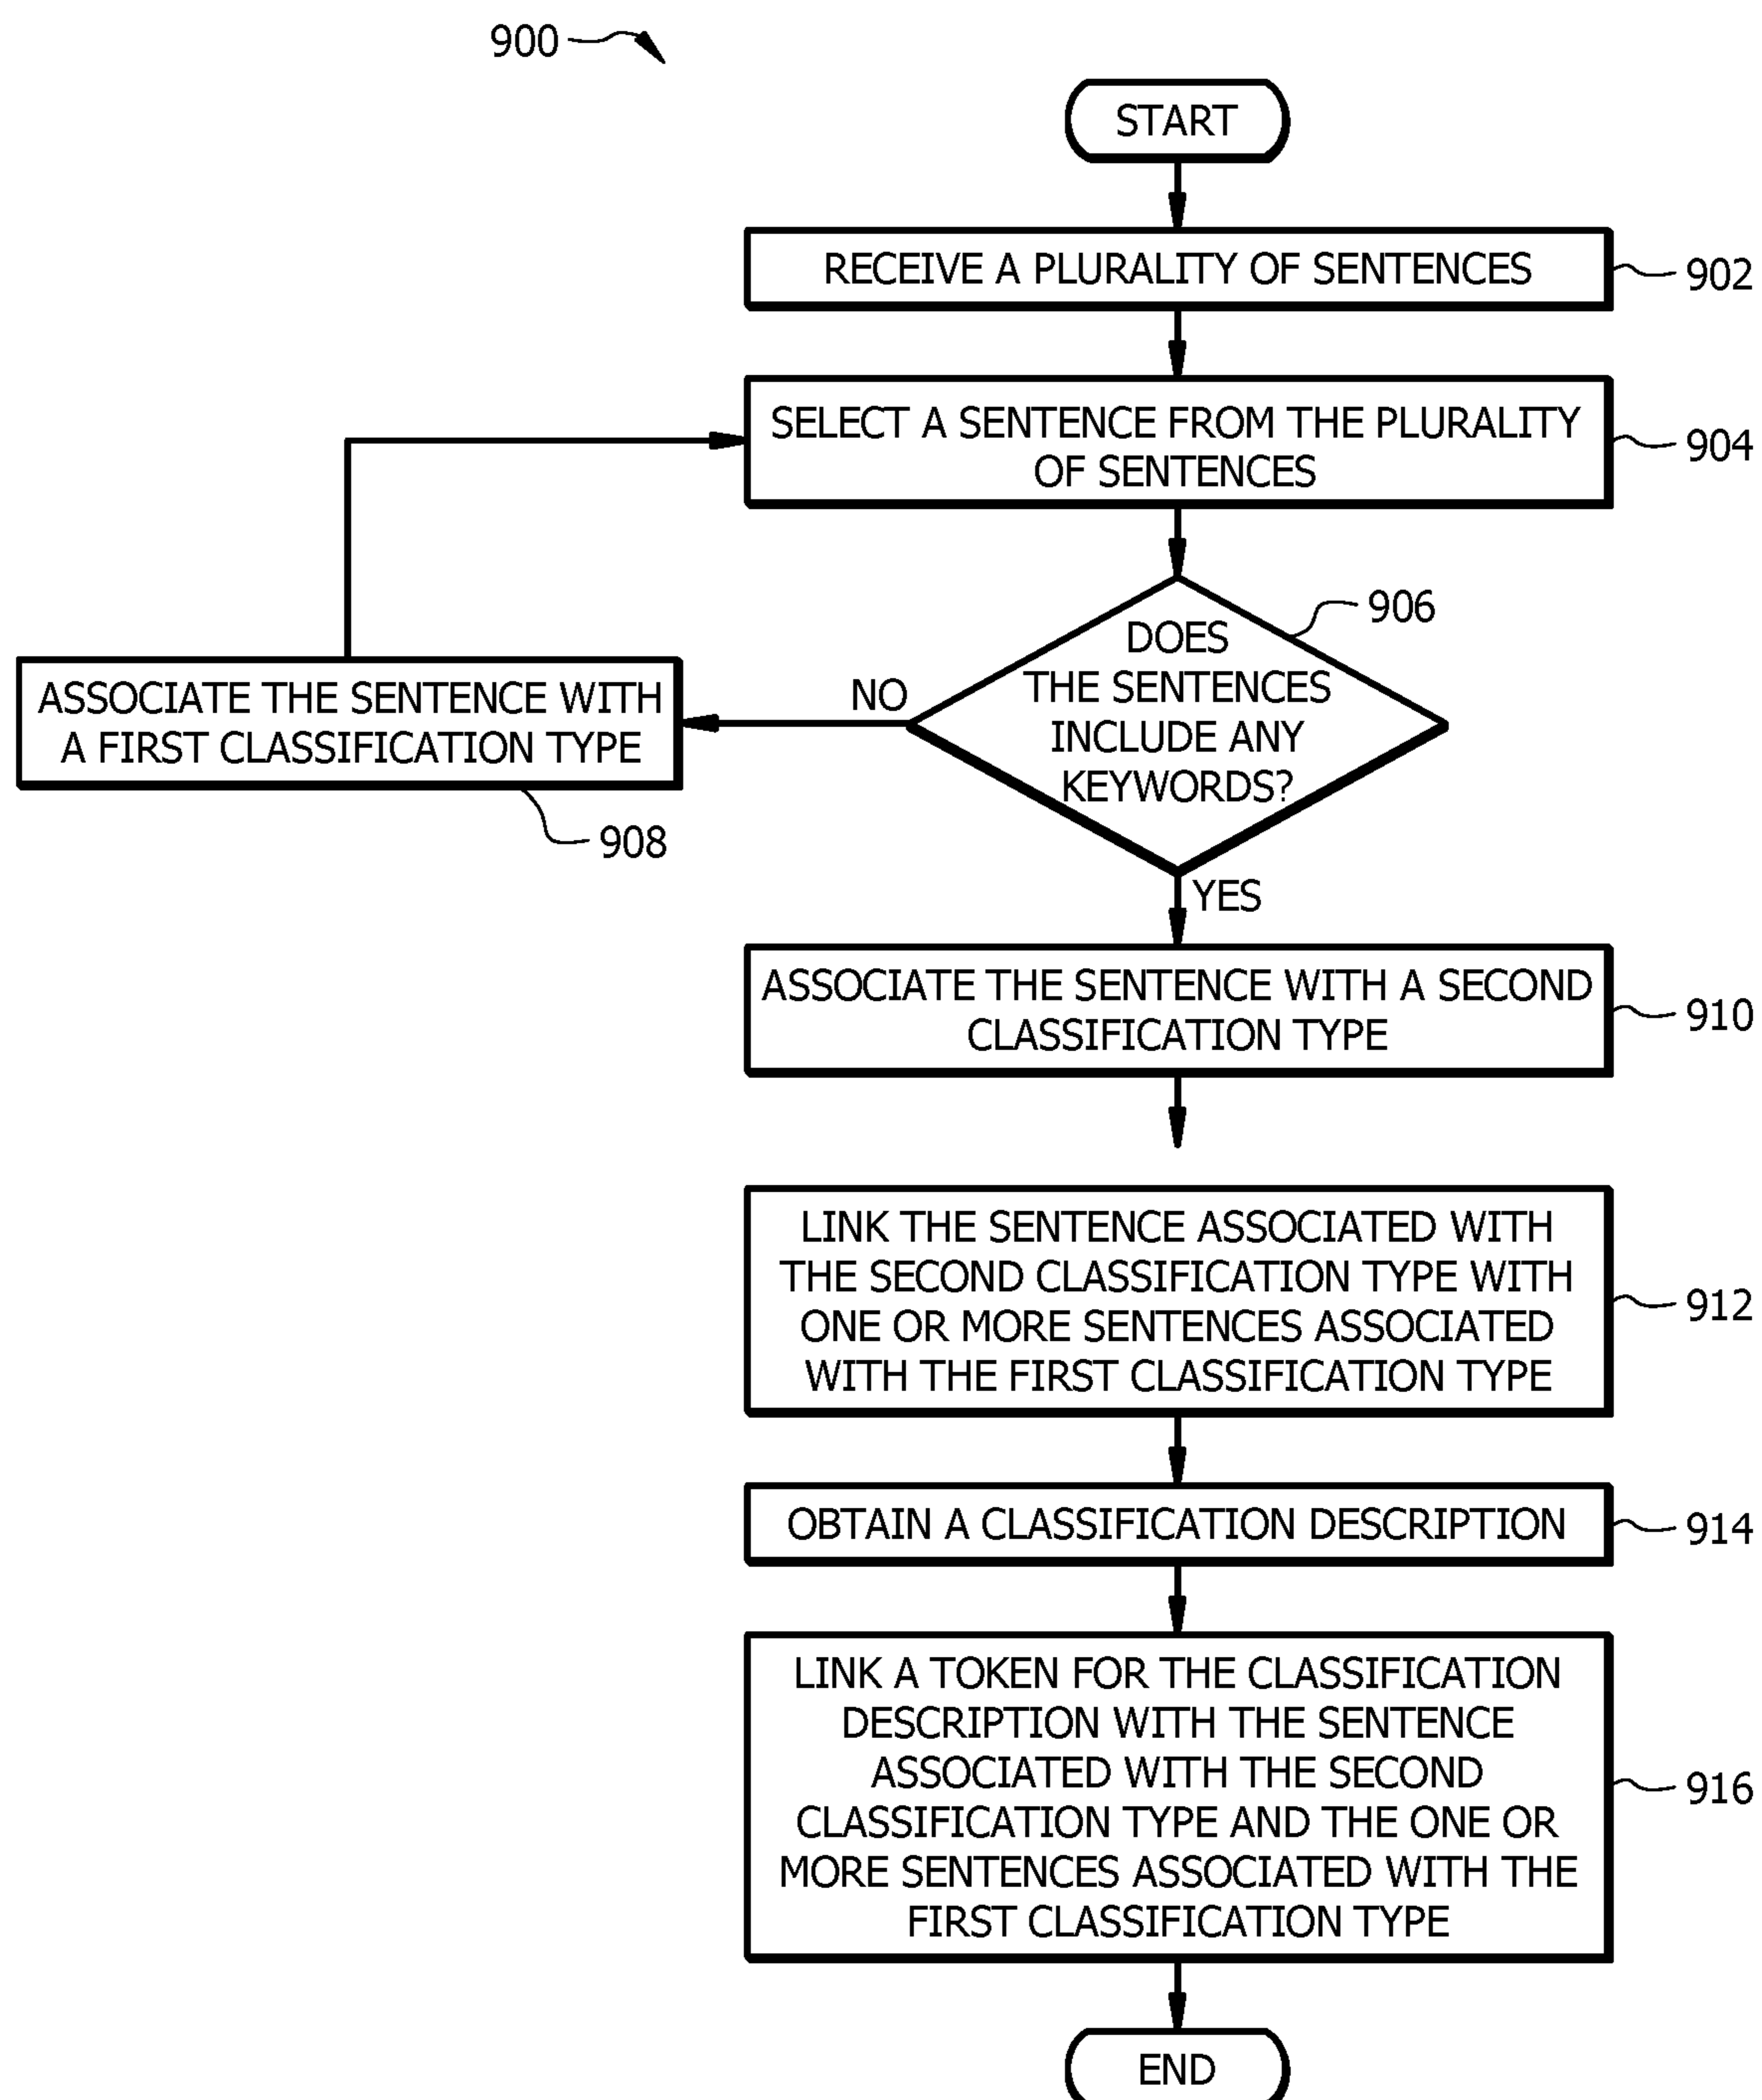 900
START
RECEIVE A PLURALITY OF SENTENCES
902
SELECT A SENTENCE FROM THE PLURALITY
OF SENTENCES
904
DOES
THE SENTENCES
INCLUDE ANY
KEYWORDS?
906
NO
ASSOCIATE THE SENTENCE WITH
A FIRST CLASSIFICATION TYPE
908
YES
ASSOCIATE THE SENTENCE WITH A SECOND
CLASSIFICATION TYPE
910
LINK THE SENTENCE ASSOCIATED WITH
THE SECOND CLASSIFICATION TYPE WITH
ONE OR MORE SENTENCES ASSOCIATED
WITH THE FIRST CLASSIFICATION TYPE
912
OBTAIN A CLASSIFICATION DESCRIPTION
914
LINK A TOKEN FOR THE CLASSIFICATION
DESCRIPTION WITH THE SENTENCE
ASSOCIATED WITH THE SECOND
CLASSIFICATION TYPE AND THE ONE OR
MORE SENTENCES ASSOCIATED WITH THE
FIRST CLASSIFICATION TYPE
916
END